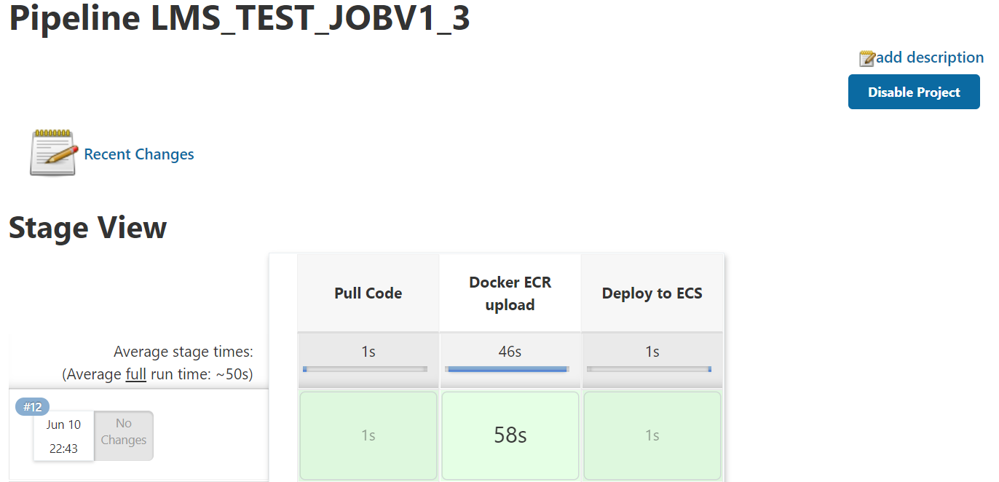 Pipeline LMS_TEST_JOBV1_3
add description
Disable Project
Recent Changes
Stage View
Pull Code
Docker ECR
upload
Deploy to ECS
Average stage times:
(Average full run time: ~50s)
1s
46s
1s
#12
Jun 10
22:43
No
Changes
1s
58s
1s